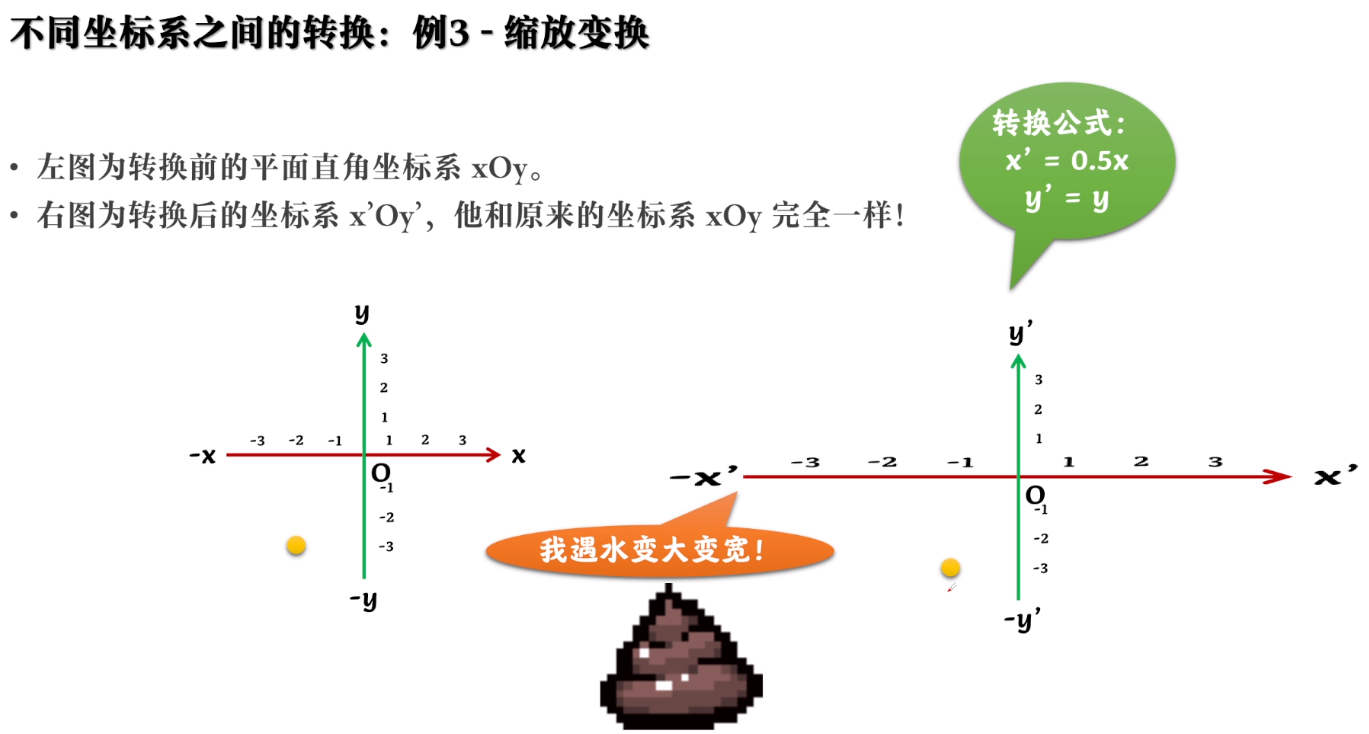 不同坐标系之间的转换：例3 - 缩放变换
• 左图为转换前的平面直角坐标系 xOy。
• 右图为转换后的坐标系 x’Oy’，他和原来的坐标系 xOy 完全一样！
转换公式：
x’ = 0.5x
y’ = y
y
3
2
1
-3 -2 -1 1 2 3
-x x
O
-1
-2
-3
-y
y’
3
2
1
-3 -2 -1 1 2 3
-x’ x’
O
-1
-2
-3
-y’
我遇水变大变宽！